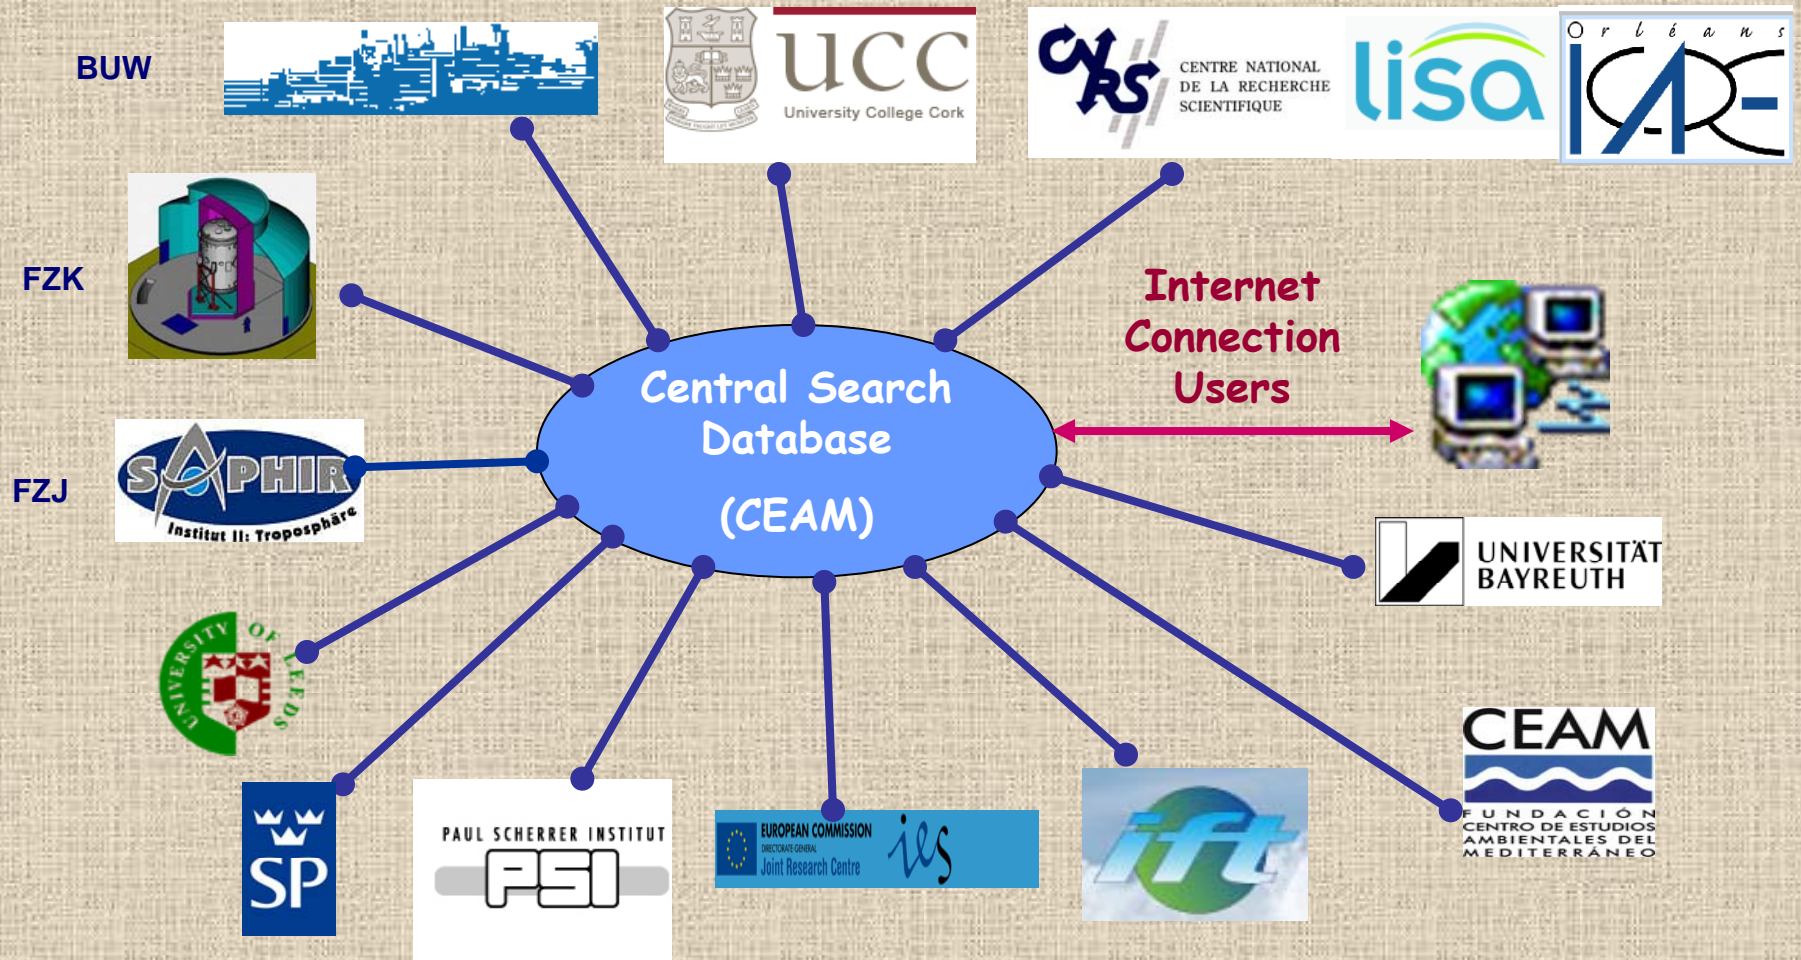 BUW
UCC
University College Cork
CNRS
CENTRE NATIONAL
DE LA RECHERCHE
SCIENTIFIQUE
lisa
Orléans
ICARE
FZK
Internet
Connection
Users
Central Search
Database
(CEAM)
FZJ
SAPHIR
Institut II: Troposphäre
UNIVERSITÄT
BAYREUTH
UNIVERSITY OF LEEDS
SP
PAUL SCHERRER INSTITUT
PSI
EUROPEAN COMMISSION
DIRECTORATE-GENERAL
Joint Research Centre
ies
ift
CEAM
FUNDACIÓN
CENTRO DE ESTUDIOS
AMBIENTALES DEL
MEDITERRÁNEO